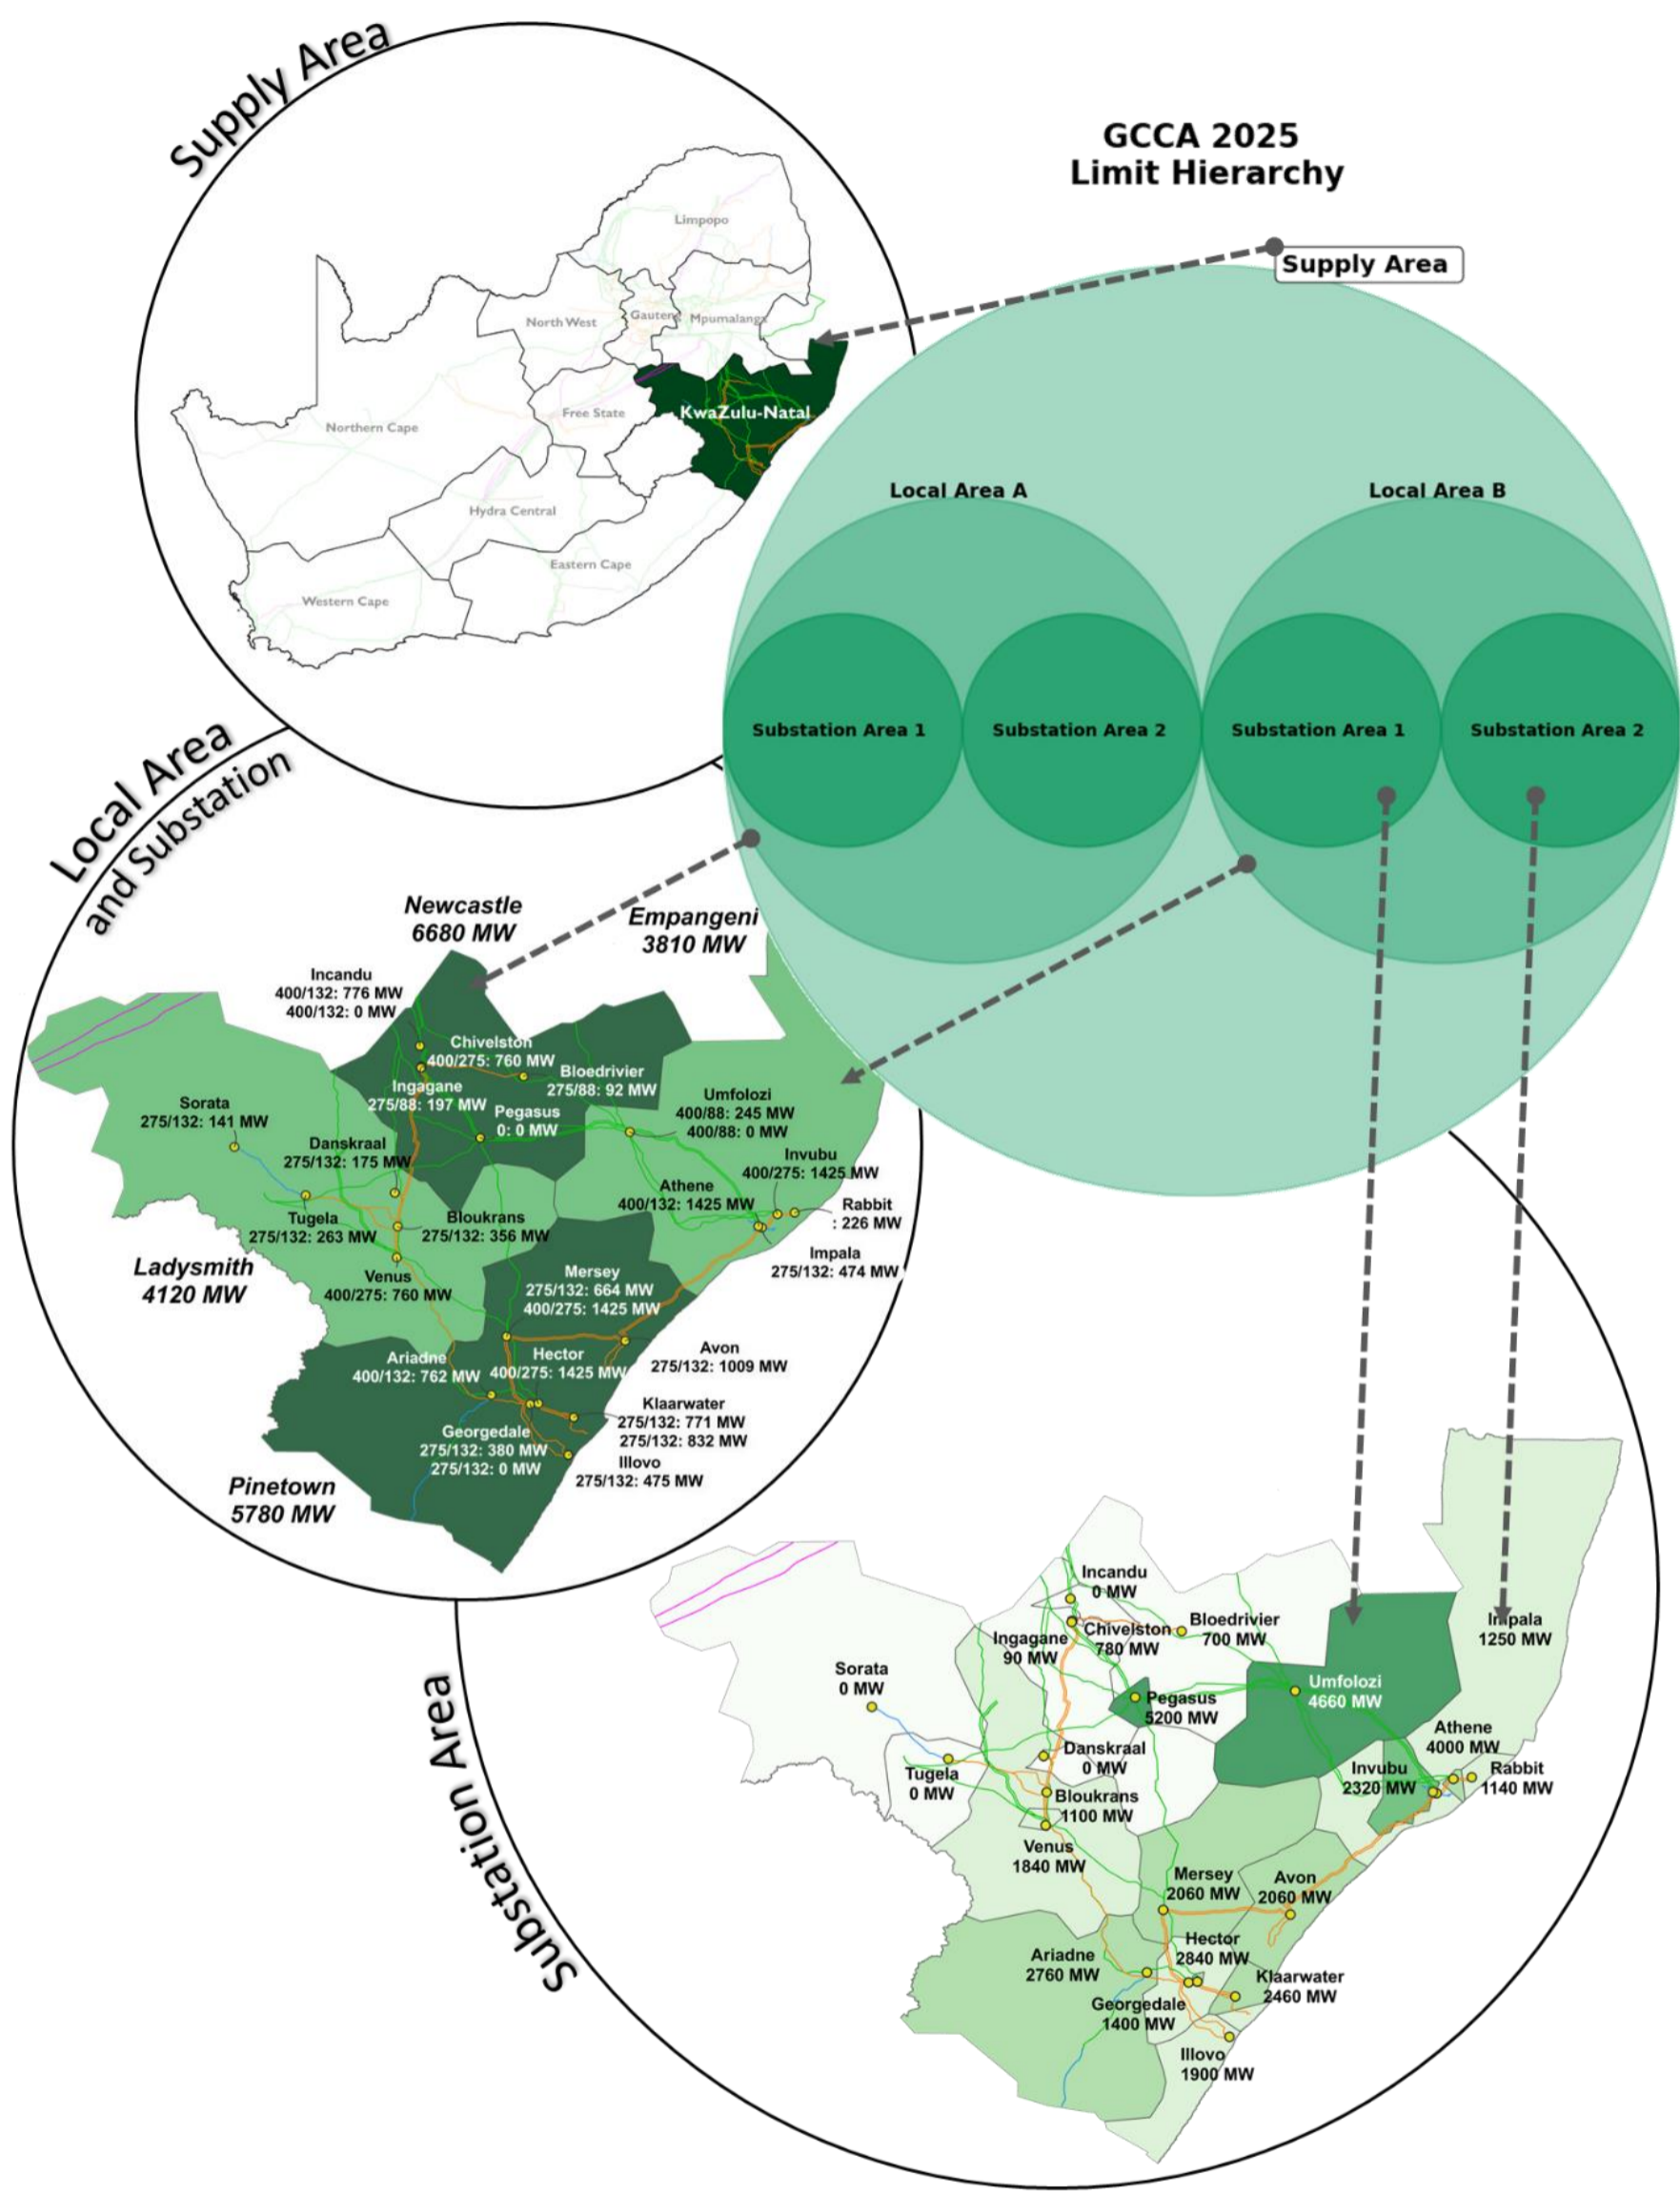 Supply Area
GCCA 2025
Limit Hierarchy
Supply Area
Limpopo
North West
Gauteng
Mpumalanga
KwaZulu-Natal
Free State
Northern Cape
Hydra Central
Eastern Cape
Western Cape
Local Area A
Local Area B
Substation Area 1
Substation Area 2
Substation Area 1
Substation Area 2
Local Area
and Substation
Newcastle
6680 MW
Empangeni
3810 MW
Incandu
400/132: 776 MW
400/132: 0 MW
Chivelston
400/275: 760 MW
Bloedrivier
275/88: 92 MW
Ingagane
275/88: 197 MW
Pegasus
0: 0 MW
Umfolozi
400/88: 245 MW
400/88: 0 MW
Sorata
275/132: 141 MW
Danskraal
275/132: 175 MW
Invubu
400/275: 1425 MW
Athene
400/132: 1425 MW
Rabbit
: 226 MW
Tugela
275/132: 263 MW
Bloukrans
275/132: 356 MW
Impala
275/132: 474 MW
Ladysmith
4120 MW
Venus
400/275: 760 MW
Mersey
275/132: 664 MW
400/275: 1425 MW
Avon
275/132: 1009 MW
Ariadne
400/132: 762 MW
Hector
400/275: 1425 MW
Klaarwater
275/132: 771 MW
275/132: 832 MW
Georgedale
275/132: 380 MW
275/132: 0 MW
Illovo
275/132: 475 MW
Pinetown
5780 MW
Substation Area
Incandu
0 MW
Ingagane
90 MW
Chivelston
780 MW
Bloedrivier
700 MW
Impala
1250 MW
Sorata
0 MW
Pegasus
5200 MW
Umfolozi
4660 MW
Athene
4000 MW
Danskraal
0 MW
Tugela
0 MW
Invubu
2320 MW
Rabbit
1140 MW
Bloukrans
1100 MW
Venus
1840 MW
Mersey
2060 MW
Avon
2060 MW
Hector
2840 MW
Ariadne
2760 MW
Klaarwater
2460 MW
Georgedale
1400 MW
Illovo
1900 MW